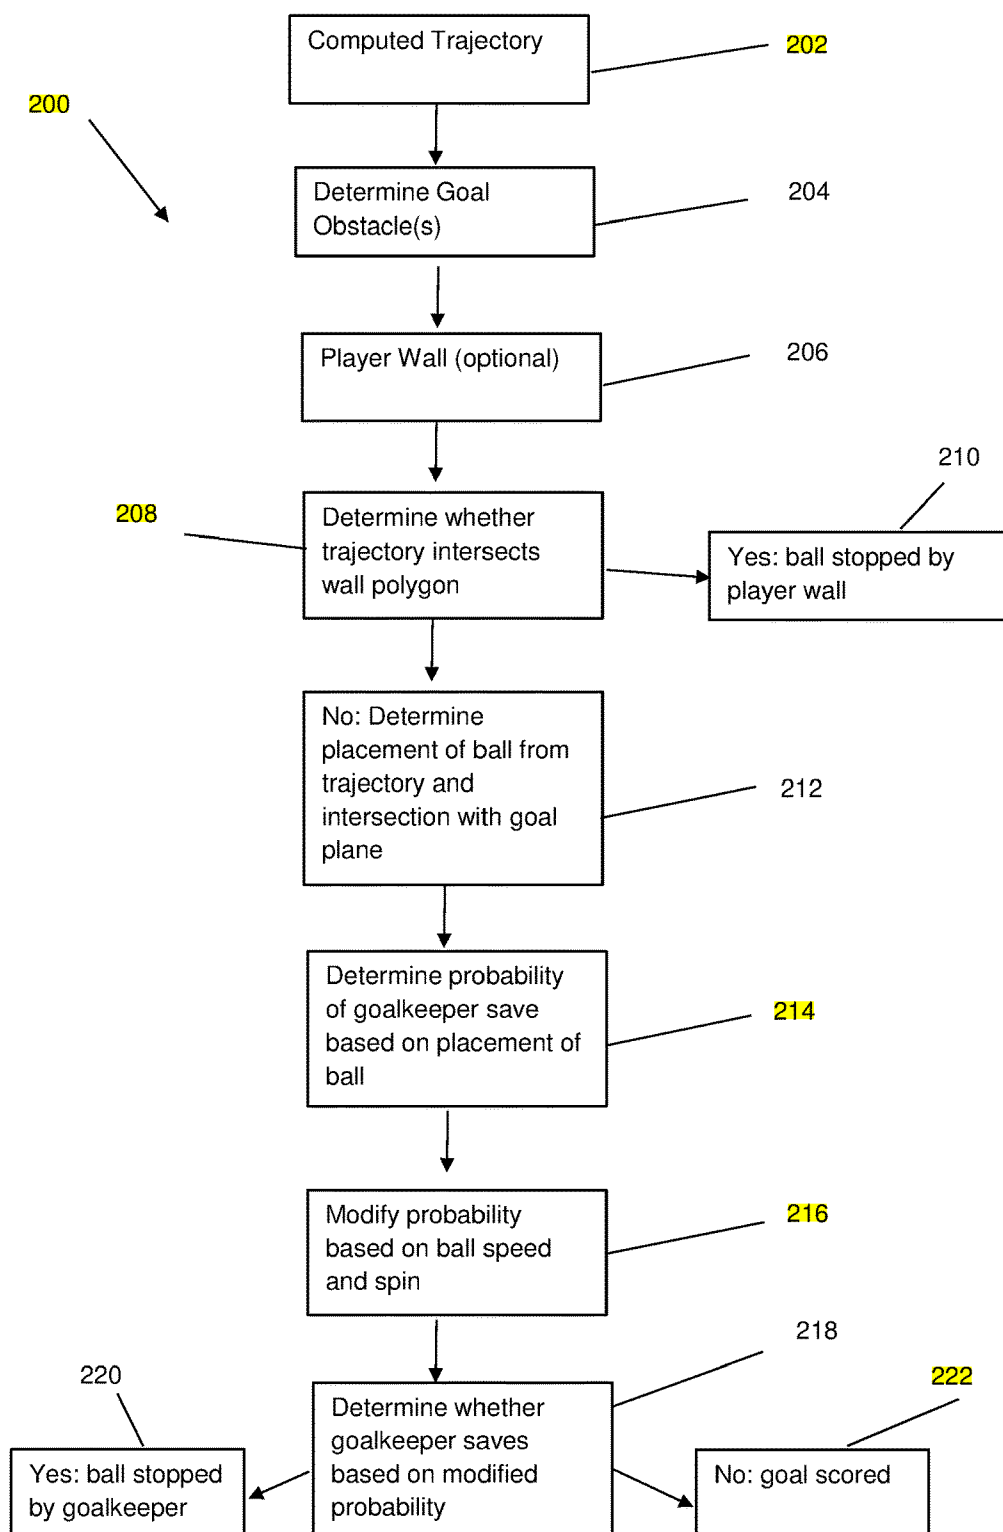 Computed Trajectory
202
200
Determine Goal
Obstacle(s)
204
Player Wall (optional)
206
210
208
Determine whether
trajectory intersects
wall polygon
Yes: ball stopped by
player wall
No: Determine
placement of ball from
trajectory and
intersection with goal
plane
212
Determine probability
of goalkeeper save
based on placement of
ball
214
Modify probability
based on ball speed
and spin
216
218
220
222
Determine whether
goalkeeper saves
based on modified
probability
Yes: ball stopped
by goalkeeper
No: goal scored